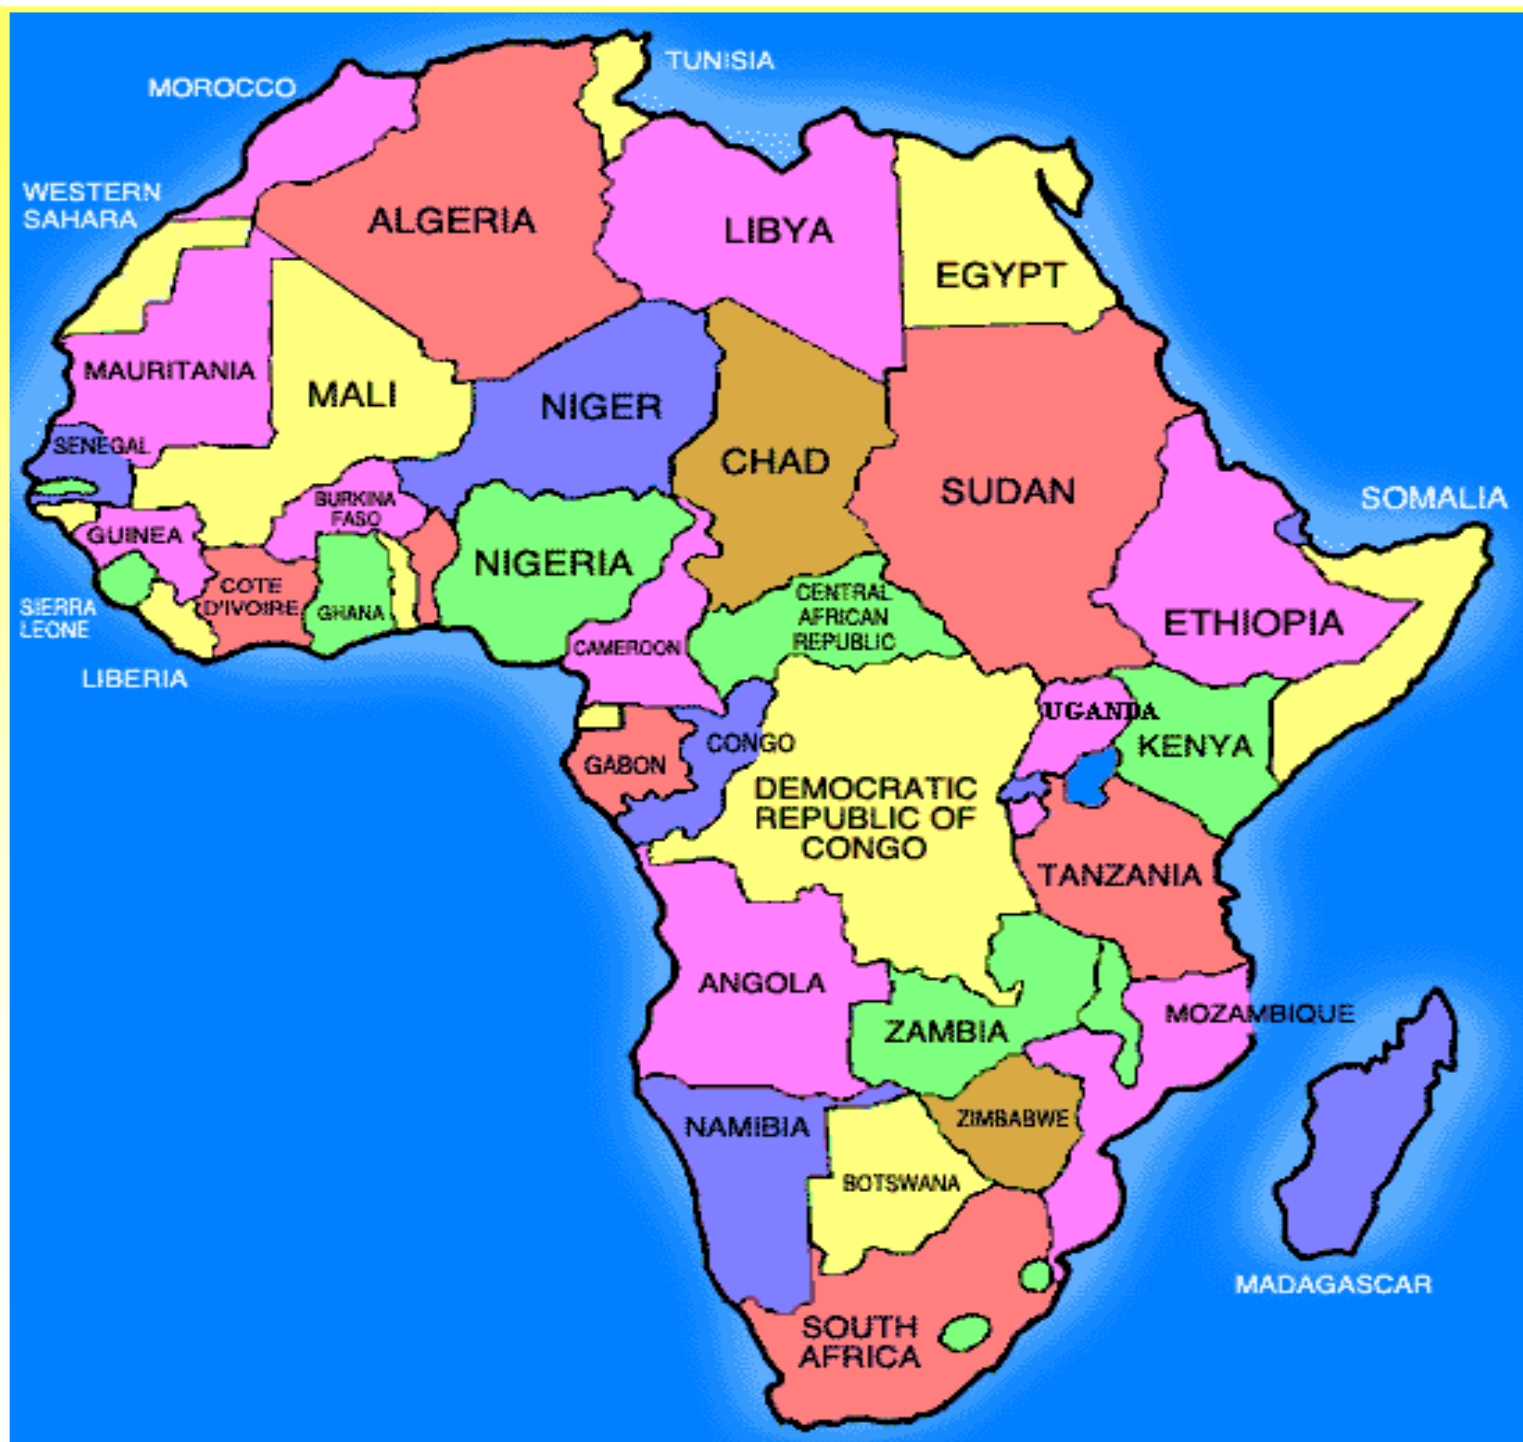 TUNISIA
MOROCCO
WESTERN
SAHARA
ALGERIA
LIBYA
EGYPT
MAURITANIA
MALI
NIGER
CHAD
SUDAN
SENEGAL
BURKINA
FASO
SOMALIA
GUINEA
NIGERIA
COTE
D'IVOIRE
GHANA
SIERRA
LEONE
LIBERIA
CENTRAL
AFRICAN
REPUBLIC
ETHIOPIA
CAMEROON
UGANDA
KENYA
CONGO
GABON
DEMOCRATIC
REPUBLIC OF
CONGO
TANZANIA
ANGOLA
ZAMBIA
MOZAMBIQUE
NAMIBIA
ZIMBABWE
BOTSWANA
MADAGASCAR
SOUTH
AFRICA